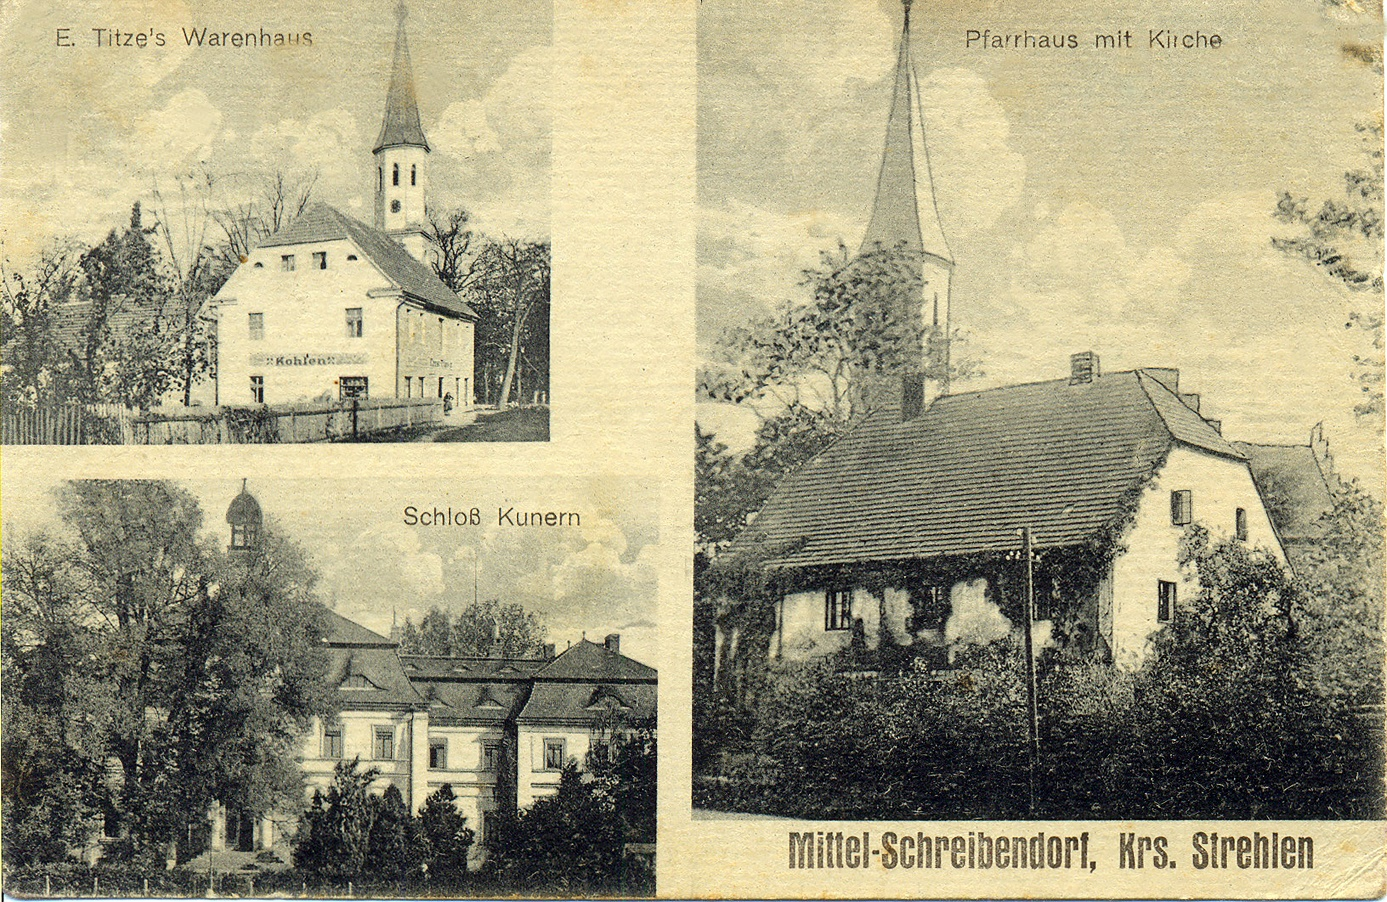 E. Titze's Warenhaus
Kohlen
Pfarrhaus mit Kirche
Schloß Kunern
Mittel-Schreibendorf, Krs. Strehlen